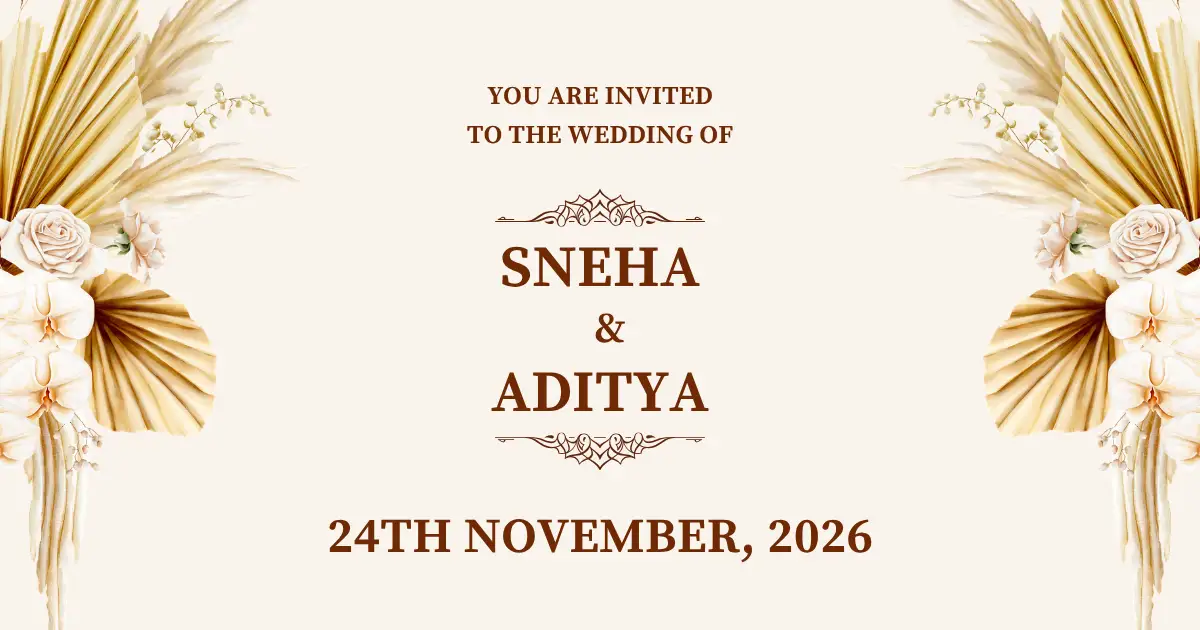 YOU ARE INVITED
TO THE WEDDING OF
SNEHA
&
ADITYA
24TH NOVEMBER, 2026